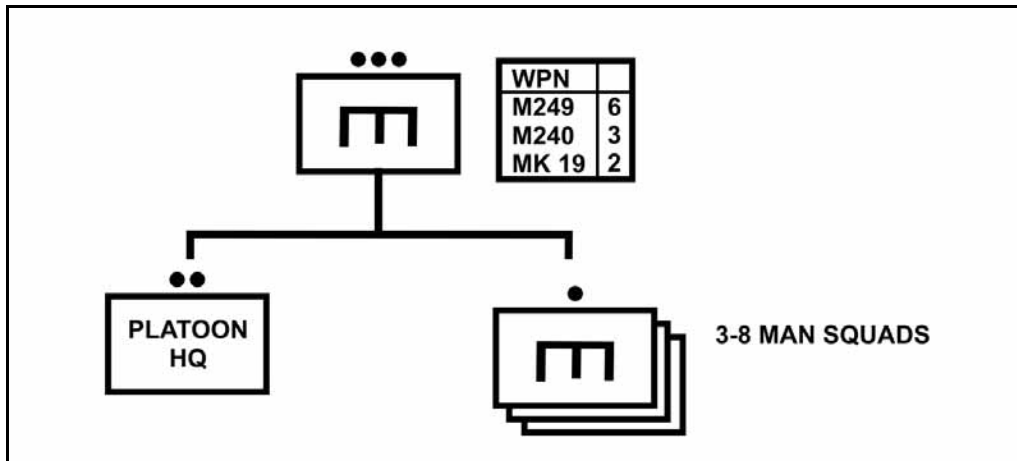 WPN
M249 6
M240 3
MK 19 2
PLATOON
HQ
3-8 MAN SQUADS